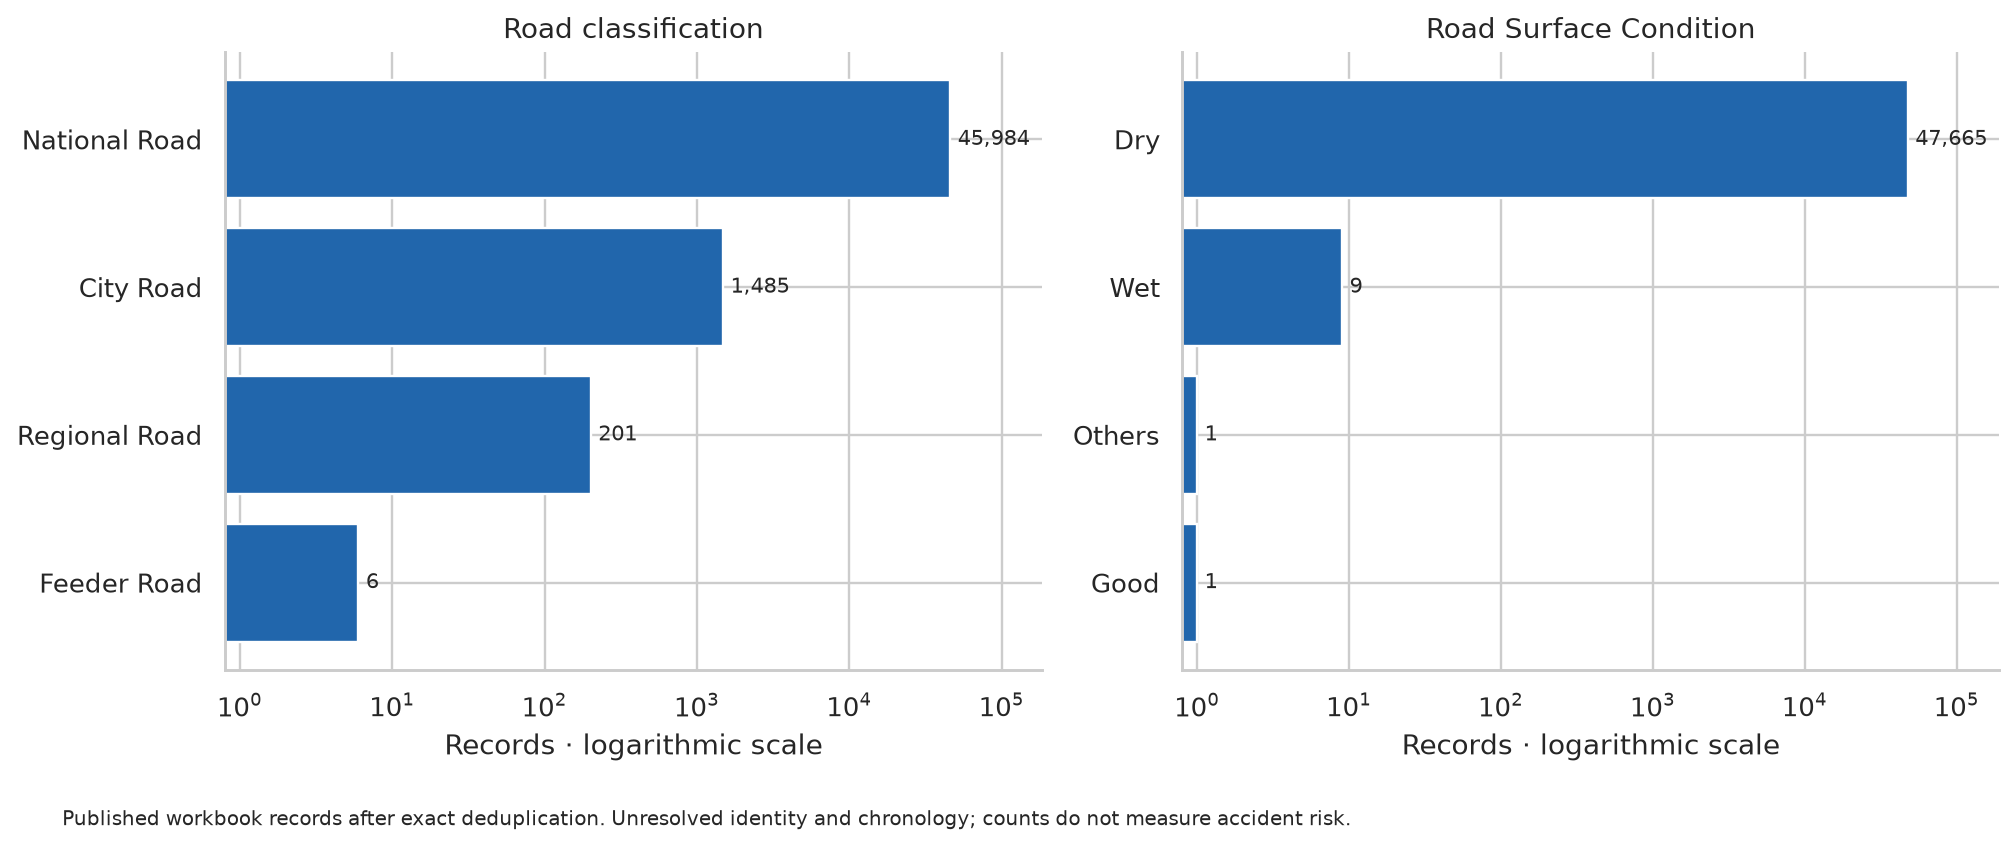 Road classification
National Road
45,984
City Road
1,485
Regional Road
201
Feeder Road
6
10⁰ 10¹ 10² 10³ 10⁴ 10⁵
Records · logarithmic scale
Road Surface Condition
Dry
47,665
Wet
9
Others
1
Good
1
10⁰ 10¹ 10² 10³ 10⁴ 10⁵
Records · logarithmic scale
Published workbook records after exact deduplication. Unresolved identity and chronology; counts do not measure accident risk.